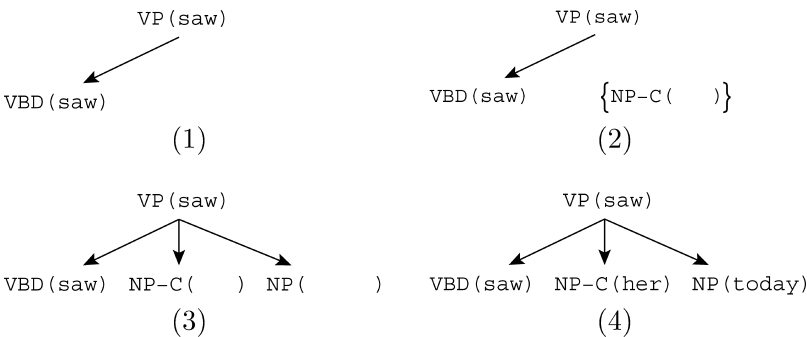 VP(saw)
VBD(saw)
(1)
VP(saw)
VBD(saw) {NP-C( )}
(2)
VP(saw)
VBD(saw) NP-C( ) NP( )
(3)
VP(saw)
VBD(saw) NP-C(her) NP(today)
(4)